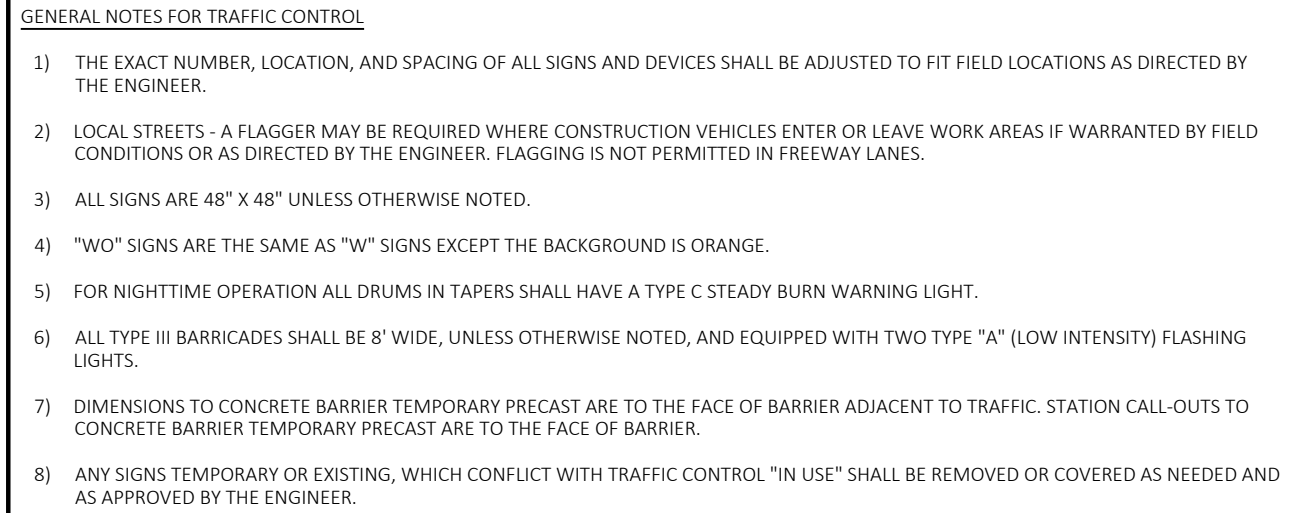 GENERAL NOTES FOR TRAFFIC CONTROL
1) THE EXACT NUMBER, LOCATION, AND SPACING OF ALL SIGNS AND DEVICES SHALL BE ADJUSTED TO FIT FIELD LOCATIONS AS DIRECTED BY
THE ENGINEER.
2) LOCAL STREETS - A FLAGGER MAY BE REQUIRED WHERE CONSTRUCTION VEHICLES ENTER OR LEAVE WORK AREAS IF WARRANTED BY FIELD
CONDITIONS OR AS DIRECTED BY THE ENGINEER. FLAGGING IS NOT PERMITTED IN FREEWAY LANES.
3) ALL SIGNS ARE 48" X 48" UNLESS OTHERWISE NOTED.
4) "WO" SIGNS ARE THE SAME AS "W" SIGNS EXCEPT THE BACKGROUND IS ORANGE.
5) FOR NIGHTTIME OPERATION ALL DRUMS IN TAPERS SHALL HAVE A TYPE C STEADY BURN WARNING LIGHT.
6) ALL TYPE III BARRICADES SHALL BE 8' WIDE, UNLESS OTHERWISE NOTED, AND EQUIPPED WITH TWO TYPE "A" (LOW INTENSITY) FLASHING
LIGHTS.
7) DIMENSIONS TO CONCRETE BARRIER TEMPORARY PRECAST ARE TO THE FACE OF BARRIER ADJACENT TO TRAFFIC. STATION CALL-OUTS TO
CONCRETE BARRIER TEMPORARY PRECAST ARE TO THE FACE OF BARRIER.
8) ANY SIGNS TEMPORARY OR EXISTING, WHICH CONFLICT WITH TRAFFIC CONTROL "IN USE" SHALL BE REMOVED OR COVERED AS NEEDED AND
AS APPROVED BY THE ENGINEER.